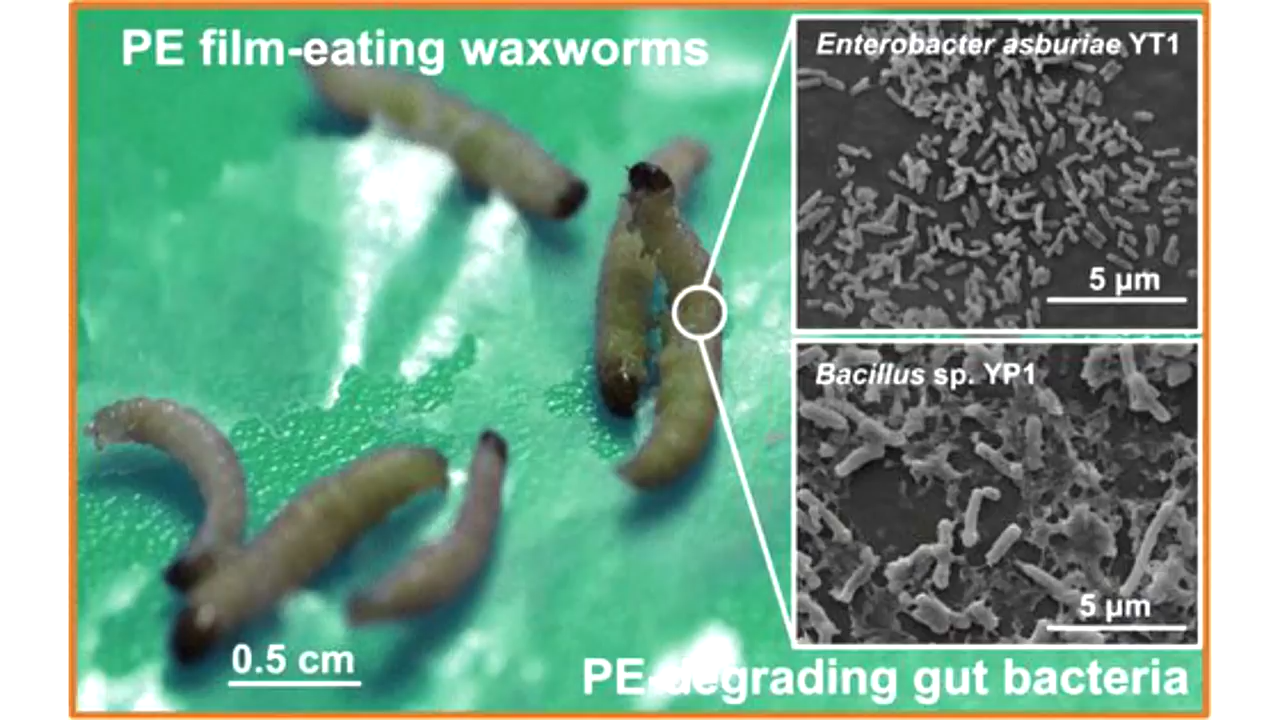 PE film-eating waxworms
Enterobacter asburiae YT1
5 µm
Bacillus sp. YP1
5 µm
0.5 cm
PE-degrading gut bacteria